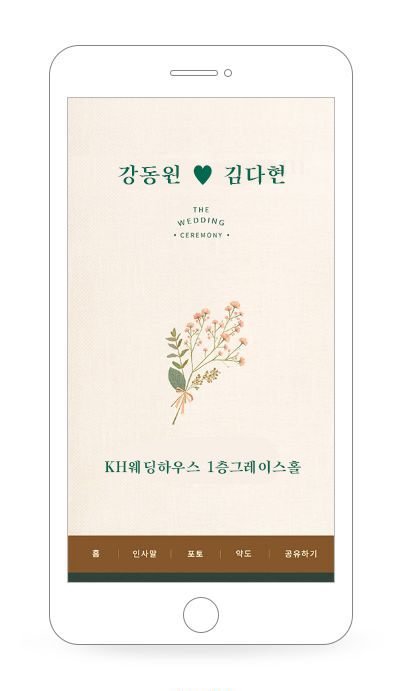 강동원 ♥ 김다현
THE
WEDDING
• CEREMONY •
KH웨딩하우스 1층그레이스홀
홈 | 인사말 | 포토 | 약도 | 공유하기